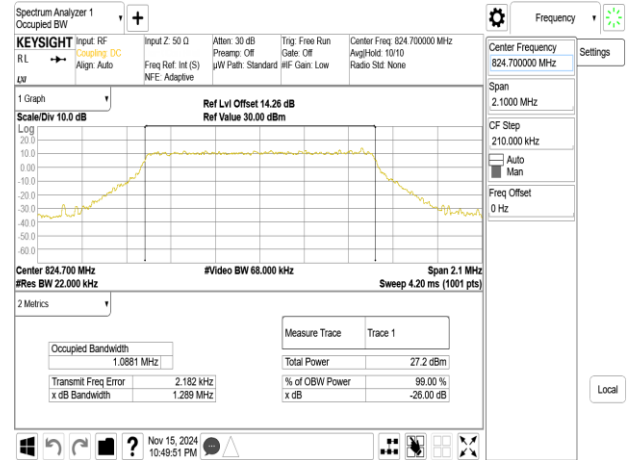 Spectrum Analyzer 1
Occupied BW
Frequency
KEYSIGHT
RL
LXI
Input: RF
Coupling: DC
Align: Auto
Input Z: 50 Ω
Freq Ref: Int (S)
NFE: Adaptive
Atten: 30 dB
Preamp: Off
µW Path: Standard
Trig: Free Run
Gate: Off
#IF Gain: Low
Center Freq: 824.700000 MHz
Avg|Hold: 10/10
Radio Std: None
Center Frequency
824.700000 MHz
Settings
Span
2.1000 MHz
CF Step
210.000 kHz
Auto
Man
Freq Offset
0 Hz
Local
1 Graph
Scale/Div 10.0 dB
Ref Lvl Offset 14.26 dB
Ref Value 30.00 dBm
Log
20.0
10.0
0.00
-10.0
-20.0
-30.0
-40.0
-50.0
-60.0
Center 824.700 MHz
#Res BW 22.000 kHz
#Video BW 68.000 kHz
Span 2.1 MHz
Sweep 4.20 ms (1001 pts)
2 Metrics
Occupied Bandwidth
1.0881 MHz
Transmit Freq Error 2.182 kHz
x dB Bandwidth 1.289 MHz
Measure Trace Trace 1
Total Power 27.2 dBm
% of OBW Power 99.00 %
x dB -26.00 dB
?
Nov 15, 2024
10:49:51 PM